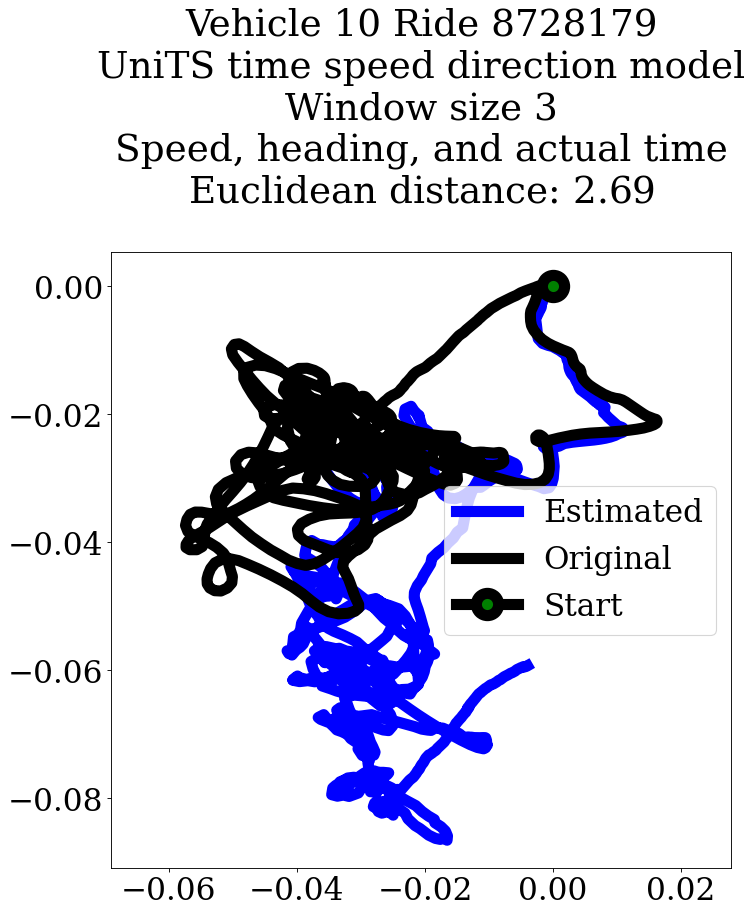 Vehicle 10 Ride 8728179
UniTS time speed direction model
Window size 3
Speed, heading, and actual time
Euclidean distance: 2.69
0.00
−0.02
−0.04
−0.06
−0.08
Estimated
Original
Start
−0.06 −0.04 −0.02 0.00 0.02